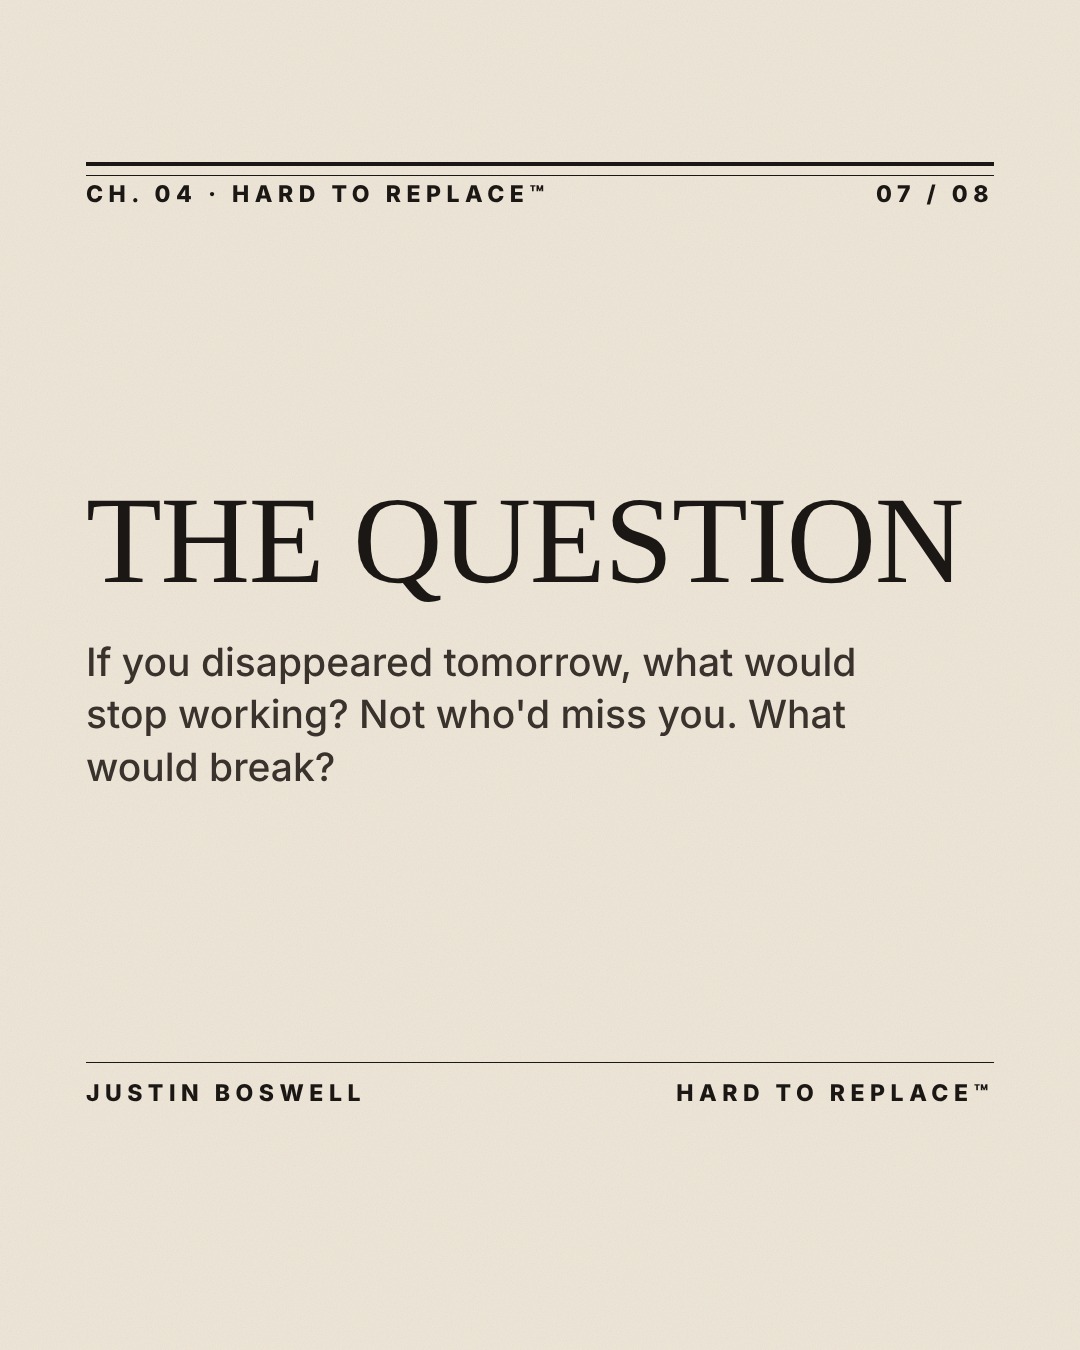 CH. 04 · HARD TO REPLACE™
07 / 08
THE QUESTION
If you disappeared tomorrow, what would
stop working? Not who'd miss you. What
would break?
JUSTIN BOSWELL
HARD TO REPLACE™